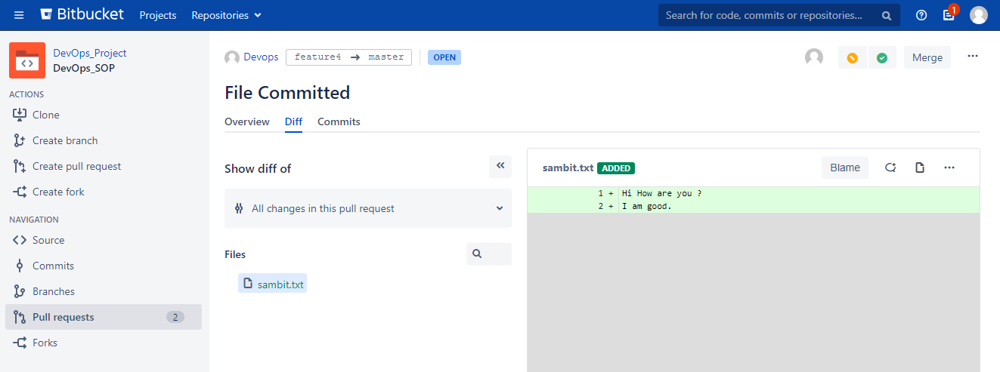 Bitbucket Projects Repositories Search for code, commits or repositories... 1
DevOps_Project
DevOps_SOP
ACTIONS
Clone
Create branch
Create pull request
Create fork
NAVIGATION
Source
Commits
Branches
Pull requests 2
Forks
Devops feature4 → master OPEN Merge
File Committed
Overview Diff Commits
Show diff of
All changes in this pull request
Files
sambit.txt
sambit.txt ADDED Blame
1 + Hi How are you ?
2 + I am good.